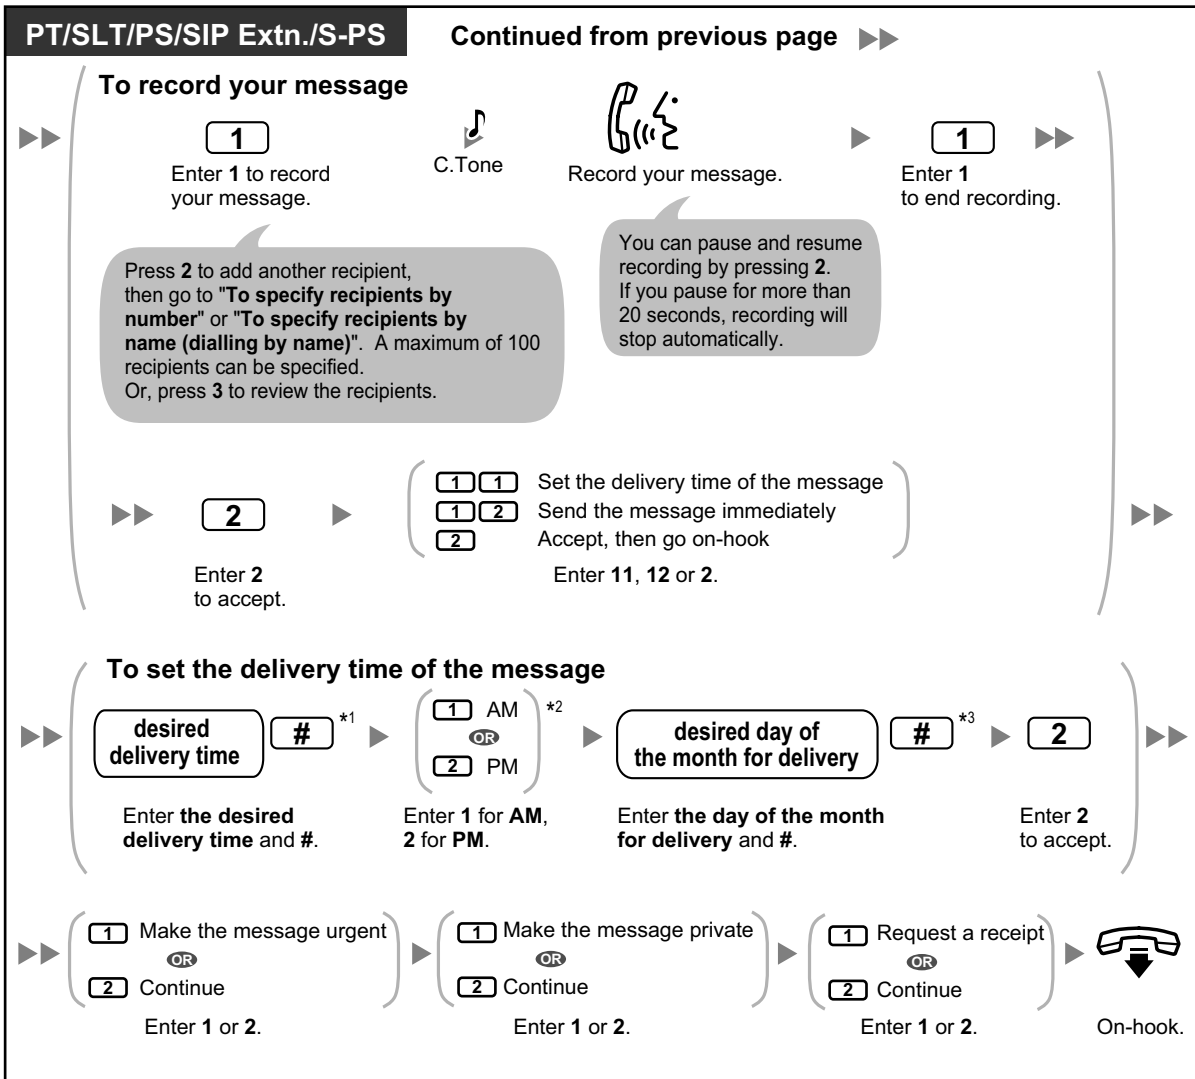 PT/SLT/PS/SIP Extn./S-PS
Continued from previous page
To record your message
1
Enter 1 to record
your message.
C.Tone
Record your message.
1
Enter 1
to end recording.
Press 2 to add another recipient,
then go to "To specify recipients by
number" or "To specify recipients by
name (dialling by name)". A maximum of 100
recipients can be specified.
Or, press 3 to review the recipients.
You can pause and resume
recording by pressing 2.
If you pause for more than
20 seconds, recording will
stop automatically.
2
Enter 2
to accept.
1 1 Set the delivery time of the message
1 2 Send the message immediately
2 Accept, then go on-hook
Enter 11, 12 or 2.
To set the delivery time of the message
desired
delivery time
# *1
Enter the desired
delivery time and #.
1 AM *2
OR
2 PM
Enter 1 for AM,
2 for PM.
desired day of
the month for delivery
# *3
Enter the day of the month
for delivery and #.
2
Enter 2
to accept.
1 Make the message urgent
OR
2 Continue
Enter 1 or 2.
1 Make the message private
OR
2 Continue
Enter 1 or 2.
1 Request a receipt
OR
2 Continue
Enter 1 or 2.
On-hook.